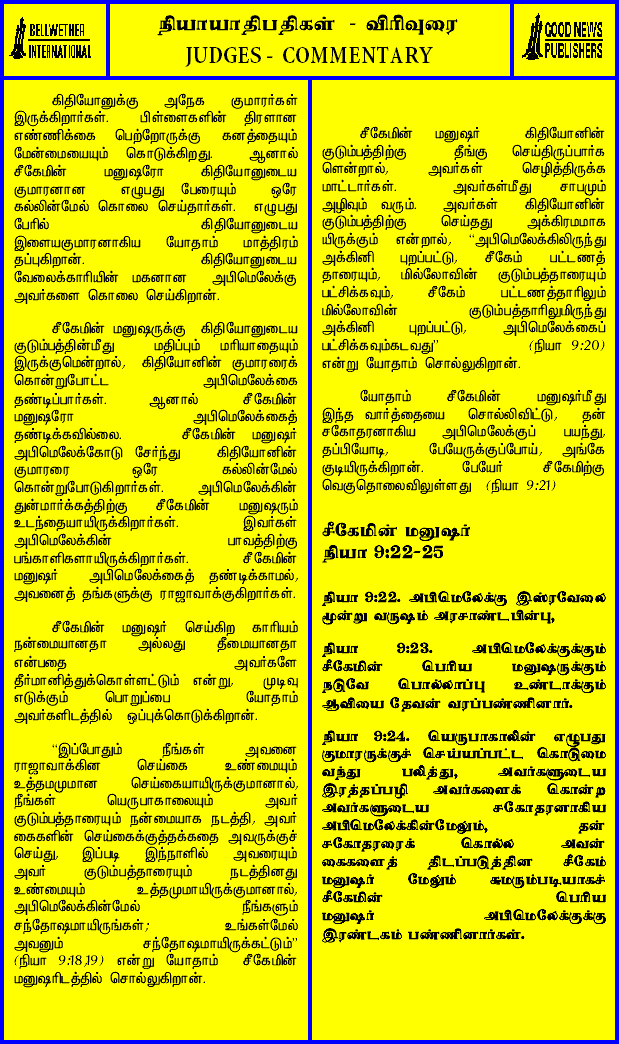 BELLWETHER
INTERNATIONAL
நியாயாதிபதிகள் - விரிவுரை
JUDGES - COMMENTARY
GOOD NEWS
PUBLISHERS
கிதியோனுக்கு அநேக குமாரர்கள்
இருக்கிறார்கள். பிள்ளைகளின் திரளான
எண்ணிக்கை பெற்றோருக்கு கனத்தையும்
மேன்மையையும் கொடுக்கிறது. ஆனால்
சீகேமின் மனுஷரோ கிதியோனுடைய
குமாரனான எழுபது பேரையும் ஒரே
கல்லின்மேல் கொலை செய்தார்கள். எழுபது
பேரில் கிதியோனுடைய
இளையகுமாரனாகிய யோதாம் மாத்திரம்
தப்புகிறான். கிதியோனுடைய
வேலைக்காரியின் மகனான அபிமெலேக்கு
அவர்களை கொலை செய்கிறான்.
சீகேமின் மனுஷருக்கு கிதியோனுடைய
குடும்பத்தின்மீது மதிப்பும் மரியாதையும்
இருக்குமென்றால், கிதியோனின் குமாரரைக்
கொன்றுபோட்ட அபிமெலேக்கை
தண்டிப்பார்கள். ஆனால் சீகேமின்
மனுஷரோ அபிமெலேக்கைத்
தண்டிக்கவில்லை. சீகேமின் மனுஷர்
அபிமெலேக்கோடு சேர்ந்து கிதியோனின்
குமாரரை ஒரே கல்லின்மேல்
கொன்றுபோடுகிறார்கள். அபிமெலேக்கின்
துன்மார்க்கத்திற்கு சீகேமின் மனுஷரும்
உடந்தையாயிருக்கிறார்கள். இவர்கள்
அபிமெலேக்கின் பாவத்திற்கு
பங்காளிகளாயிருக்கிறார்கள். சீகேமின்
மனுஷர் அபிமெலேக்கைத் தண்டிக்காமல்,
அவனைத் தங்களுக்கு ராஜாவாக்குகிறார்கள்.
சீகேமின் மனுஷர் செய்கிற காரியம்
நன்மையானதா அல்லது தீமையானதா
என்பதை அவர்களே
தீர்மானித்துக்கொள்ளட்டும் என்று, முடிவு
எடுக்கும் பொறுப்பை யோதாம்
அவர்களிடத்தில் ஒப்புக்கொடுக்கிறான்.
“இப்போதும் நீங்கள் அவனை
ராஜாவாக்கின செய்கை உண்மையும்
உத்தமமுமான செய்கையாயிருக்குமானால்,
நீங்கள் யெருபாகாலையும் அவர்
குடும்பத்தாரையும் நன்மையாக நடத்தி, அவர்
கைகளின் செய்கைக்குத்தக்கதை அவருக்குச்
செய்து, இப்படி இந்நாளில் அவரையும்
அவர் குடும்பத்தாரையும் நடத்தினது
உண்மையும் உத்தமுமாயிருக்குமானால்,
அபிமெலேக்கின்மேல் நீங்களும்
சந்தோஷமாயிருங்கள்; உங்கள்மேல்
அவனும் சந்தோஷமாயிருக்கட்டும்”
(நியா 9:18,19) என்று யோதாம் சீகேமின்
மனுஷரிடத்தில் சொல்லுகிறான்.
சீகேமின் மனுஷர் கிதியோனின்
குடும்பத்திற்கு தீங்கு செய்திருப்பார்க
ளென்றால், அவர்கள் செழித்திருக்க
மாட்டார்கள். அவர்கள்மீது சாபமும்
அழிவும் வரும். அவர்கள் கிதியோனின்
குடும்பத்திற்கு செய்தது அக்கிரமமாக
யிருக்கும் என்றால், “அபிமெலேக்கிலிருந்து
அக்கினி புறப்பட்டு, சீகேம் பட்டணத்
தாரையும், மில்லோவின் குடும்பத்தாரையும்
பட்சிக்கவும், சீகேம் பட்டணத்தாரிலும்
மில்லோவின் குடும்பத்தாரிலுமிருந்து
அக்கினி புறப்பட்டு, அபிமெலேக்கைப்
பட்சிக்கவும்கடவது” (நியா 9:20)
என்று யோதாம் சொல்லுகிறான்.
யோதாம் சீகேமின் மனுஷர்மீது
இந்த வார்த்தையை சொல்லிவிட்டு, தன்
சகோதரனாகிய அபிமெலேக்குப் பயந்து,
தப்பியோடி, பேயேருக்குப்போய், அங்கே
குடியிருக்கிறான். பேயேர் சீகேமிற்கு
வெகுதொலைவிலுள்ளது (நியா 9:21)
சீகேமின் மனுஷர்
நியா 9:22-25
நியா 9:22. அபிமெலேக்கு இஸ்ரவேலை
மூன்று வருஷம் அரசாண்டபின்பு,
நியா 9:23. அபிமெலேக்குக்கும்
சீகேமின் பெரிய மனுஷருக்கும்
நடுவே பொல்லாப்பு உண்டாக்கும்
ஆவியை தேவன் வரப்பண்ணினார்.
நியா 9:24. யெருபாகாலின் எழுபது
குமாரருக்குச் செய்யப்பட்ட கொடுமை
வந்து பலித்து, அவர்களுடைய
இரத்தப்பழி அவர்களைக் கொன்ற
அவர்களுடைய சகோதரனாகிய
அபிமெலேக்கின்மேலும், தன்
சகோதரரைக் கொல்ல அவன்
கைகளைத் திடப்படுத்தின சீகேம்
மனுஷர் மேலும் சுமரும்படியாகச்
சீகேமின் பெரிய
மனுஷர் அபிமெலேக்குக்கு
இரண்டகம் பண்ணினார்கள்.